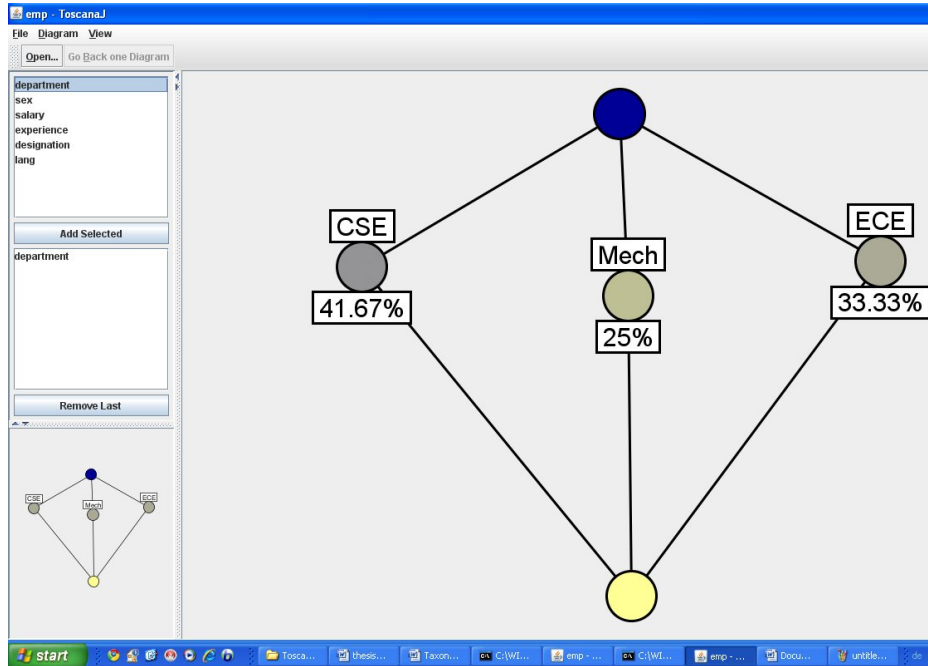 emp - ToscanaJ
File Diagram View
Open... Go Back one Diagram
department
sex
salary
experience
designation
lang
Add Selected
department
Remove Last
CSE
Mech
ECE
CSE
41.67%
Mech
25%
ECE
33.33%
start
Tosca...
thesis...
Taxon...
C:\WI...
emp - ...
C:\WI...
emp - ...
Docu...
untitle...
de